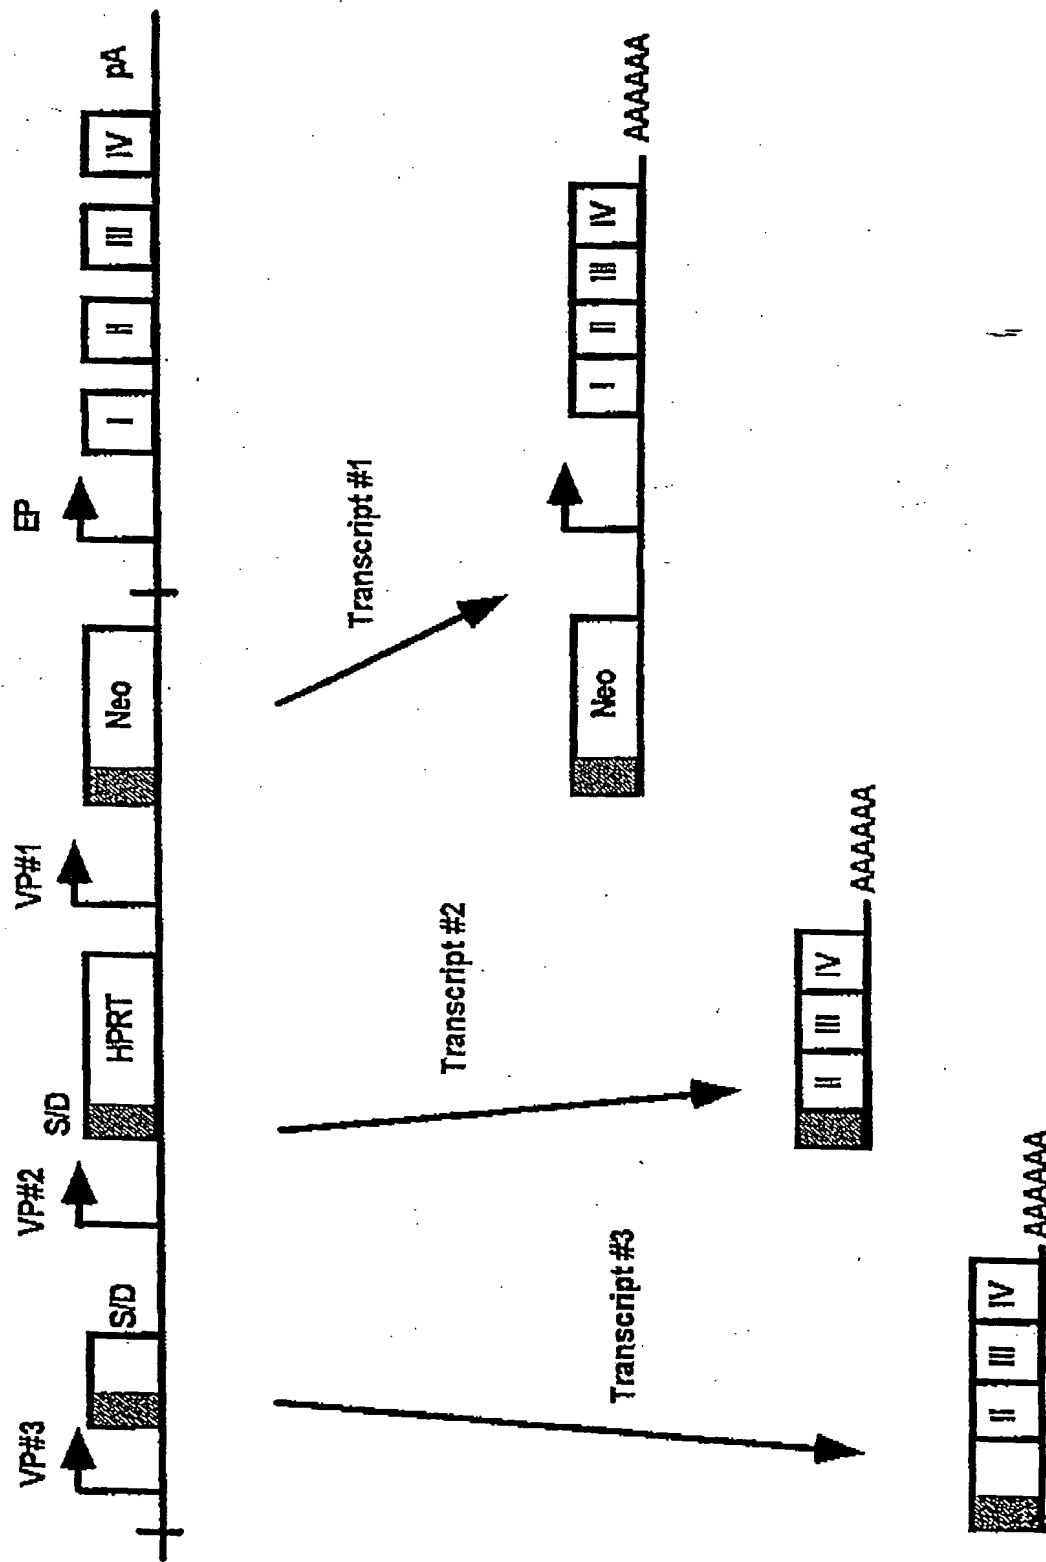 VP#3
S/D
VP#2
S/D
HPRT
VP#1
Neo
EP
I
II
III
IV
pA
Transcript #3
Transcript #2
Transcript #1
Neo
I
II
III
IV
AAAAAA
II
III
IV
AAAAAA
II
III
IV
AAAAAA